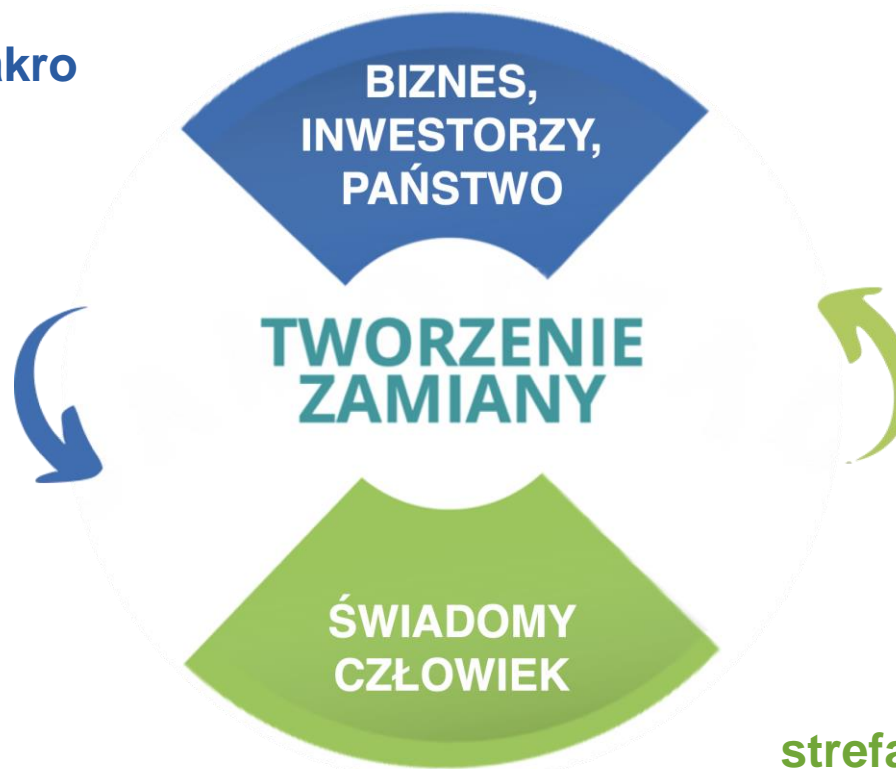 akro
BIZNES,
INWESTORZY,
PAŃSTWO
TWORZENIE
ZAMIANY
ŚWIADOMY
CZŁOWIEK
strefa